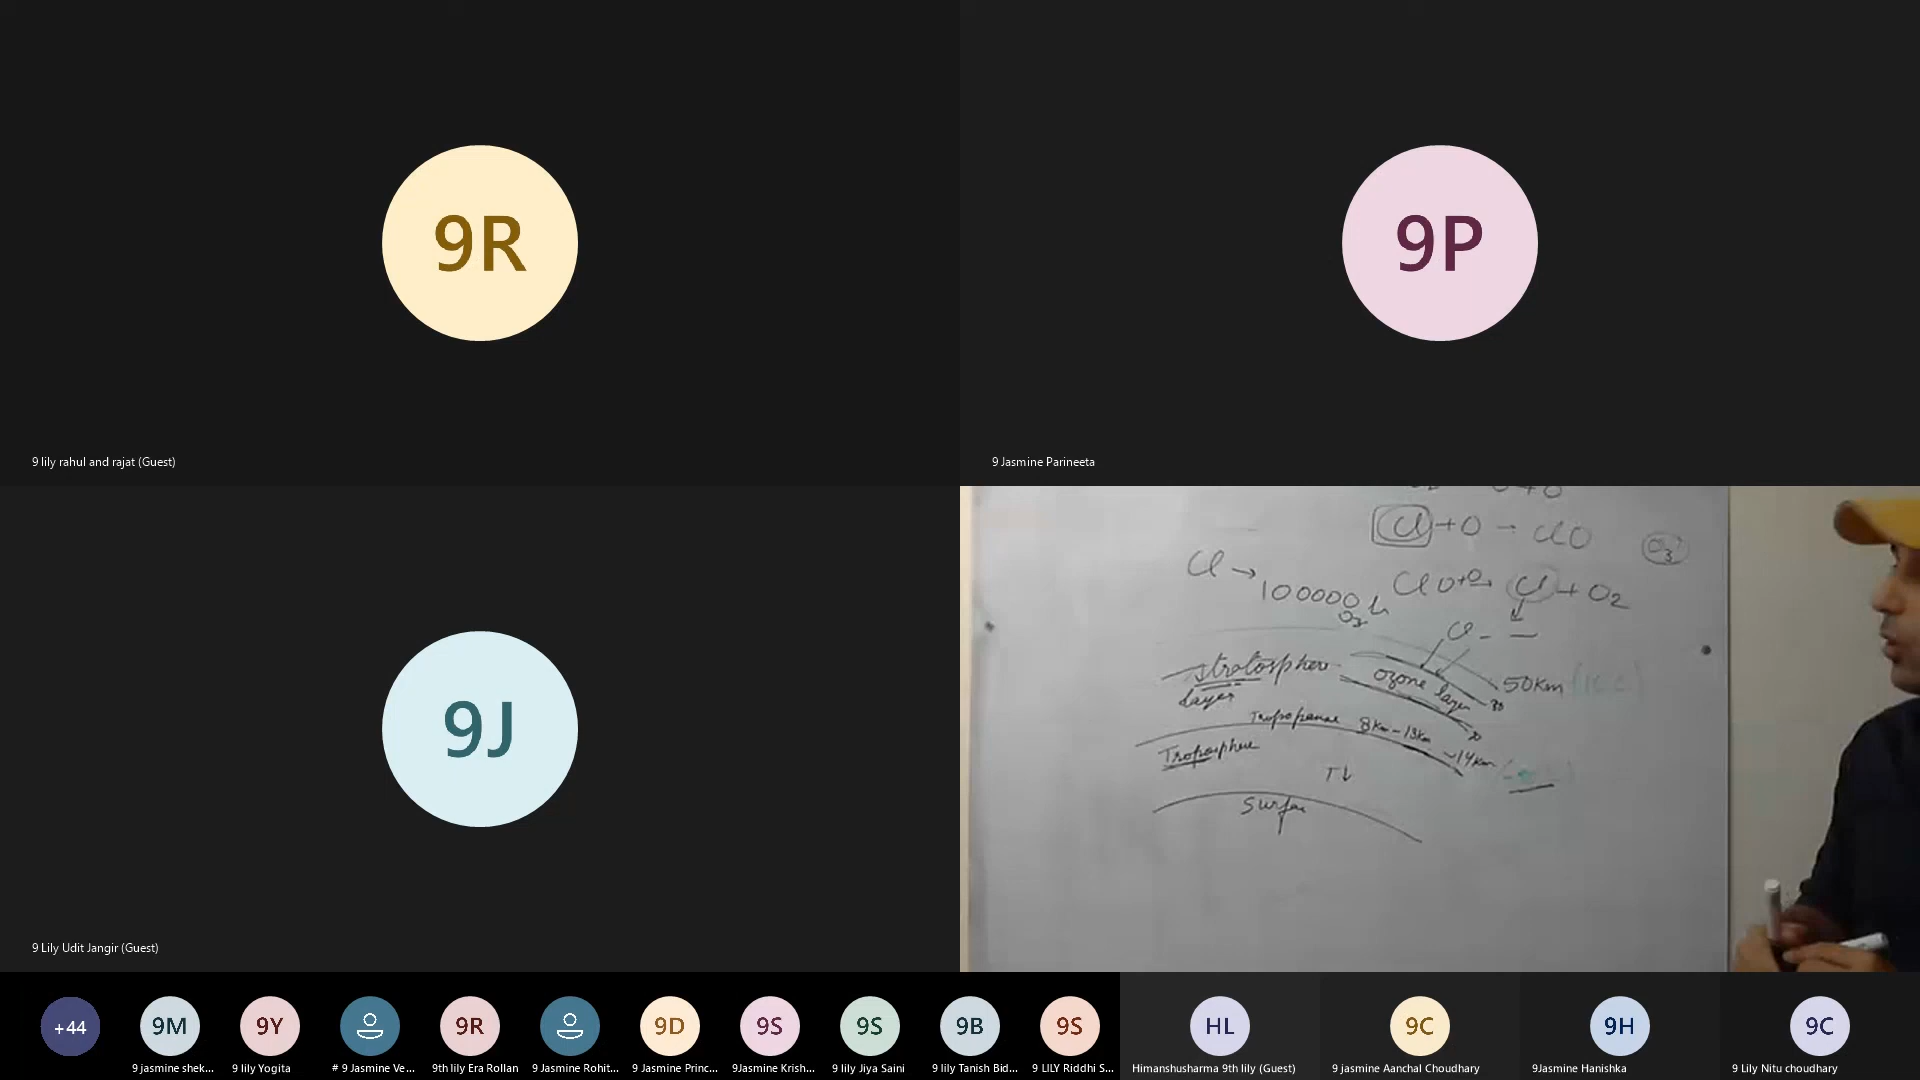 9R
9 lily rahul and rajat (Guest)
9P
9 Jasmine Parineeta
9J
9 Lily Udit Jangir (Guest)
Cl + O → ClO
O3
Cl → 100000
O3
ClO + O → Cl + O2
Cl
Stratosphere
layer
ozone layer
50Km
Tropopause 8Km - 18Km
~14Km
Troposphere
T↓
Surface
+44
9M
9 jasmine shek...
9Y
9 lily Yogita
# 9 Jasmine Ve...
9R
9th lily Era Rollan
9 Jasmine Rohit...
9D
9 Jasmine Princ...
9S
9Jasmine Krish...
9S
9 lily Jiya Saini
9B
9 lily Tanish Bid...
9S
9 LILY Riddhi S...
HL
Himanshusharma 9th lily (Guest)
9C
9 jasmine Aanchal Choudhary
9H
9Jasmine Hanishka
9C
9 Lily Nitu choudhary